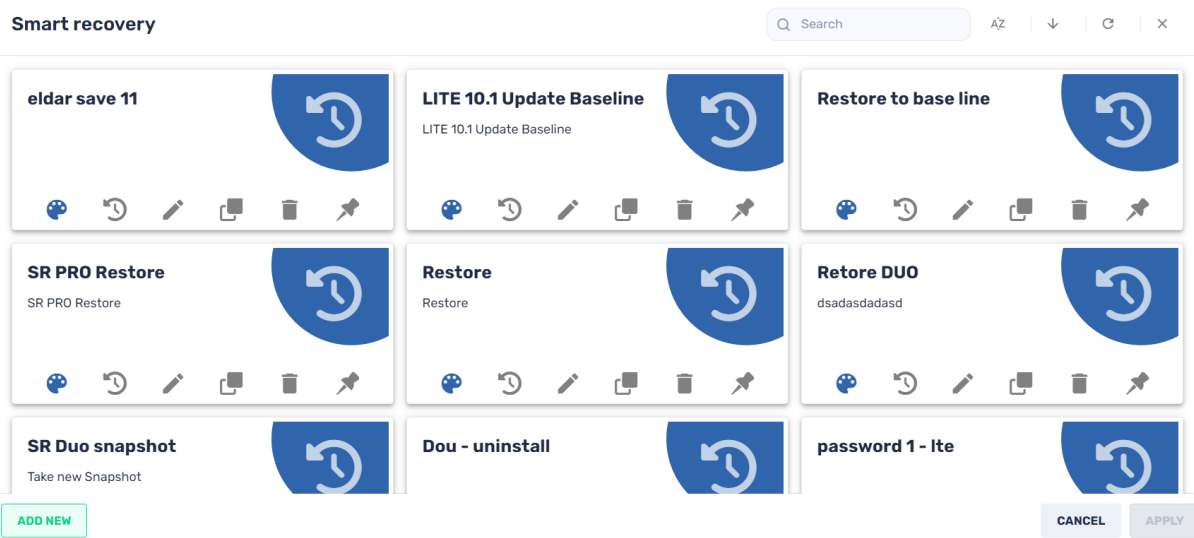 Smart recovery
Search
AZ
eldar save 11
LITE 10.1 Update Baseline
LITE 10.1 Update Baseline
Restore to base line
SR PRO Restore
SR PRO Restore
Restore
Restore
Retore DUO
dsadasdadasd
SR Duo snapshot
Take new Snapshot
Dou - uninstall
password 1 - lte
ADD NEW
CANCEL
APPLY